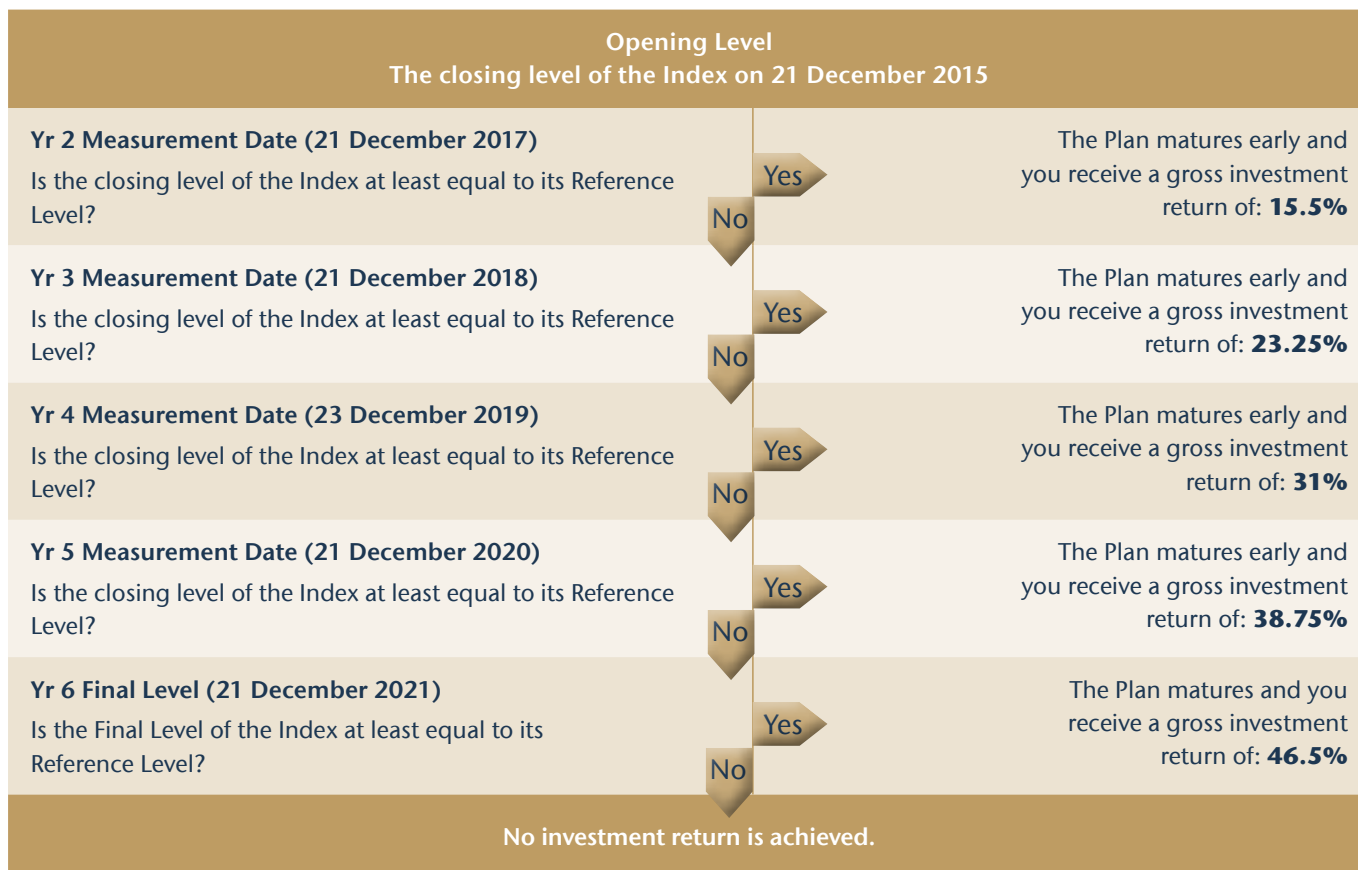 Opening Level
The closing level of the Index on 21 December 2015
Yr 2 Measurement Date (21 December 2017)
Is the closing level of the Index at least equal to its Reference
Level?
Yes
No
The Plan matures early and
you receive a gross investment
return of: 15.5%
Yr 3 Measurement Date (21 December 2018)
Is the closing level of the Index at least equal to its Reference
Level?
Yes
No
The Plan matures early and
you receive a gross investment
return of: 23.25%
Yr 4 Measurement Date (23 December 2019)
Is the closing level of the Index at least equal to its Reference
Level?
Yes
No
The Plan matures early and
you receive a gross investment
return of: 31%
Yr 5 Measurement Date (21 December 2020)
Is the closing level of the Index at least equal to its Reference
Level?
Yes
No
The Plan matures early and
you receive a gross investment
return of: 38.75%
Yr 6 Final Level (21 December 2021)
Is the Final Level of the Index at least equal to its
Reference Level?
Yes
No
The Plan matures and you
receive a gross investment
return of: 46.5%
No investment return is achieved.